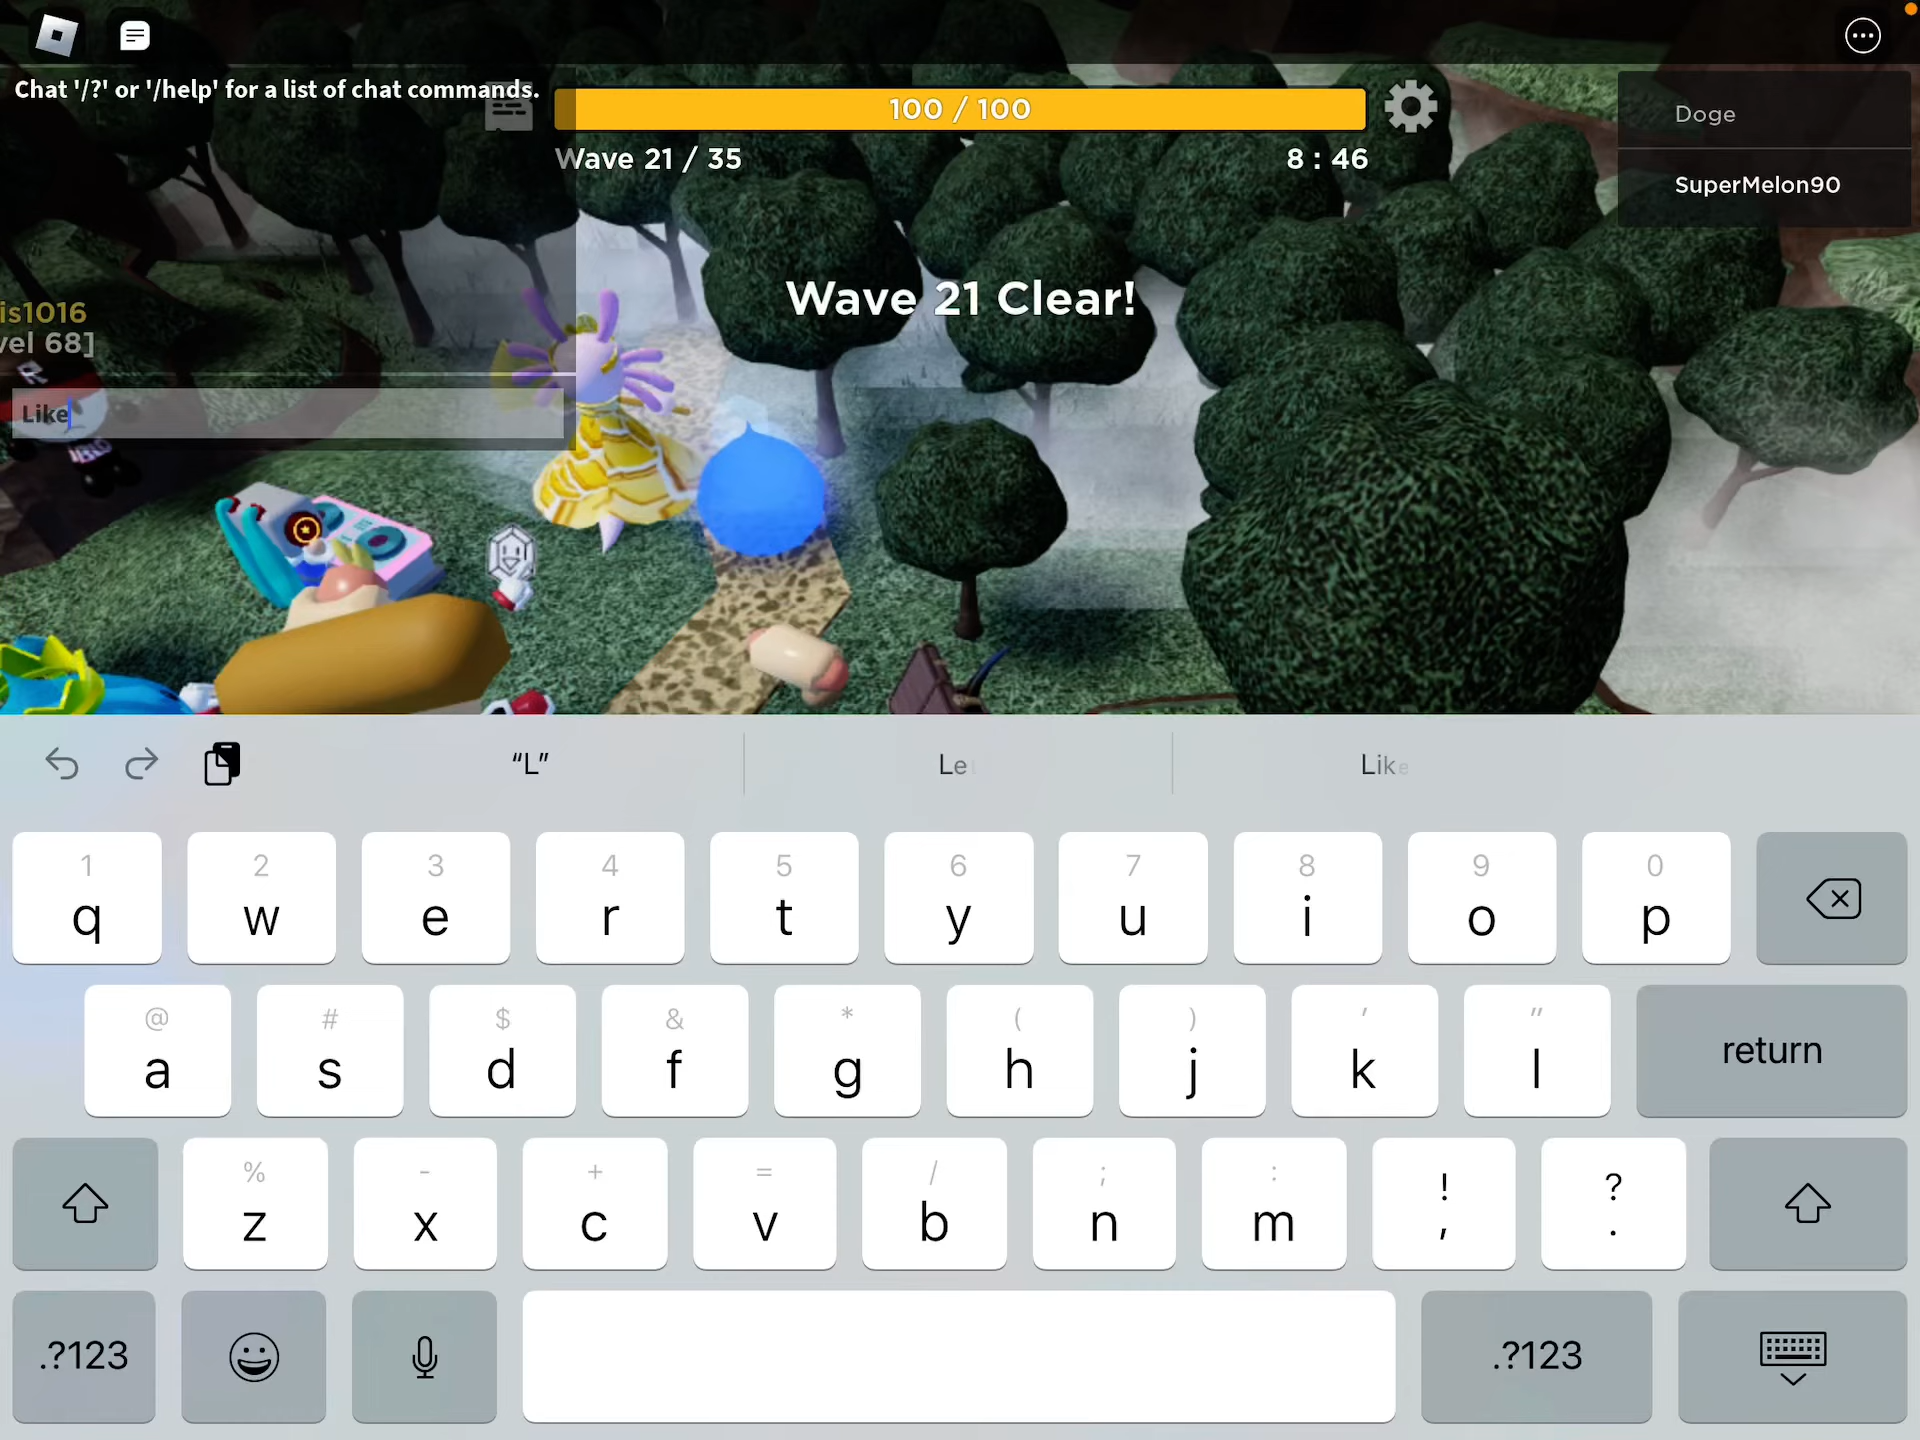 Chat '/?' or '/help' for a list of chat commands.
100 / 100
Wave 21 / 35
8 : 46
Doge
SuperMelon90
Wave 21 Clear!
is1016
vel 68]
Like
“L”
Le
Like
1 2 3 4 5 6 7 8 9 0
q w e r t y u i o p
@ # $ & * ( ) ' "
a s d f g h j k l return
% - + = / ; : ! ?
z x c v b n m , .
.?123 .?123